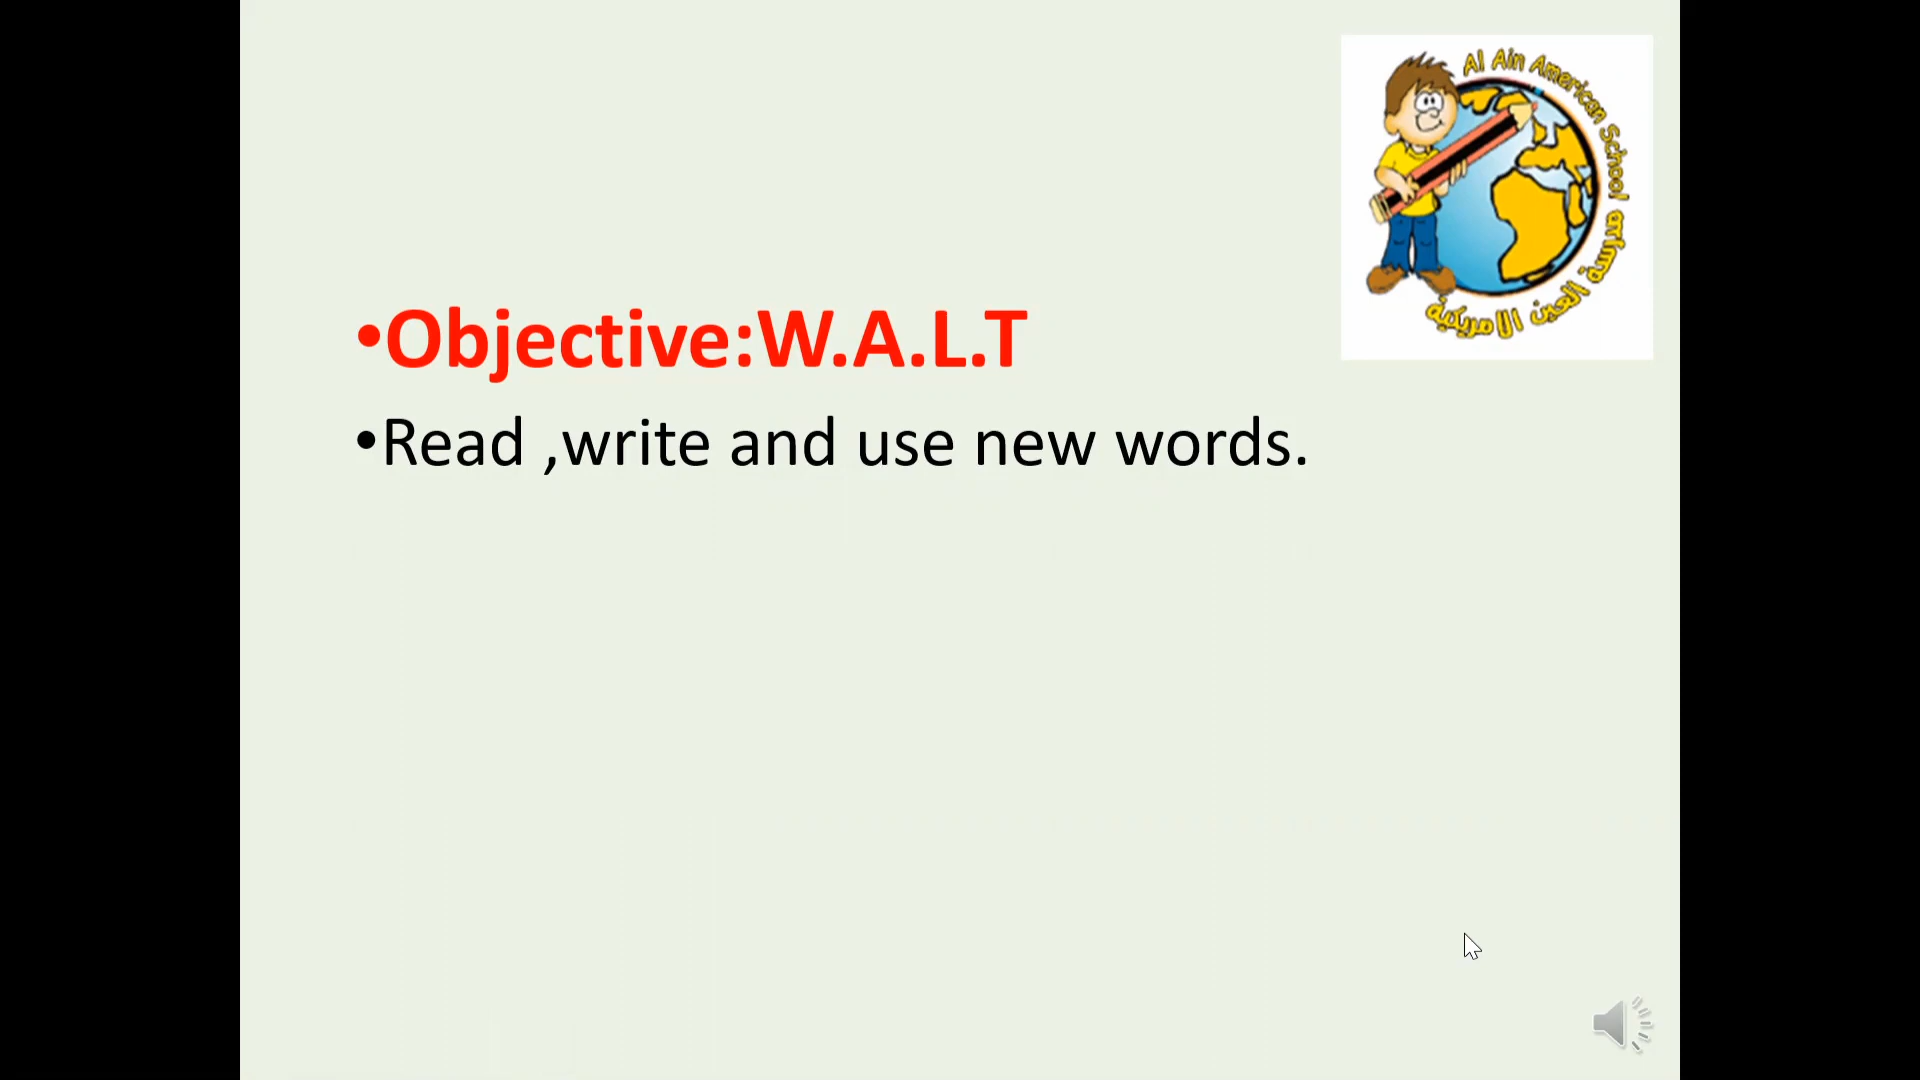 Al Ain American School مدرسة العين الامريكية
•Objective:W.A.L.T
•Read ,write and use new words.